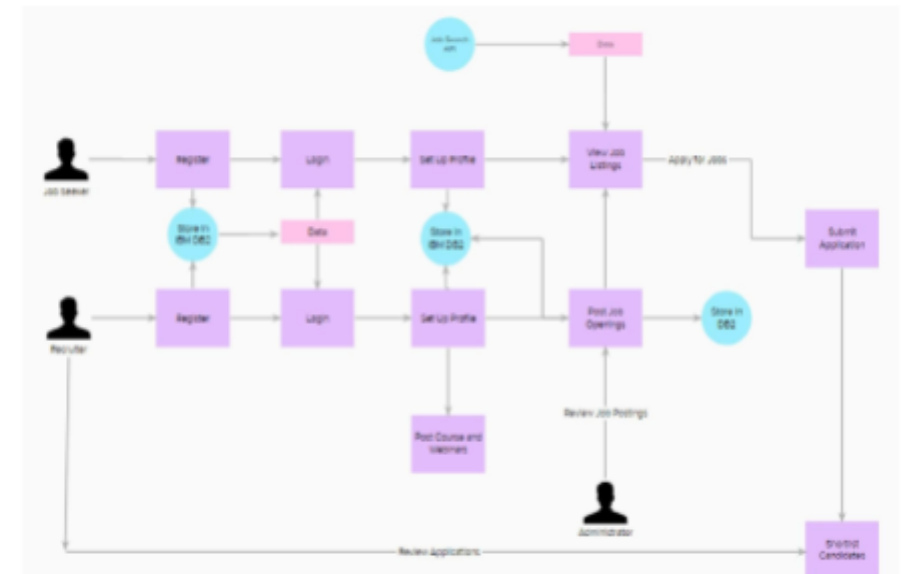 Job Search
API
Data
Register
Login
Set Up Profile
View Job
Listings
Apply for Jobs
Job Seeker
Store In
IBM DB2
Data
Store In
IBM DB2
Submit
Application
Register
Login
Set Up Profile
Post Job
Openings
Store In
DB2
Recruiter
Review Job Postings
Post Course and
Webinars
Administrator
Review Applications
Shortlist
Candidates